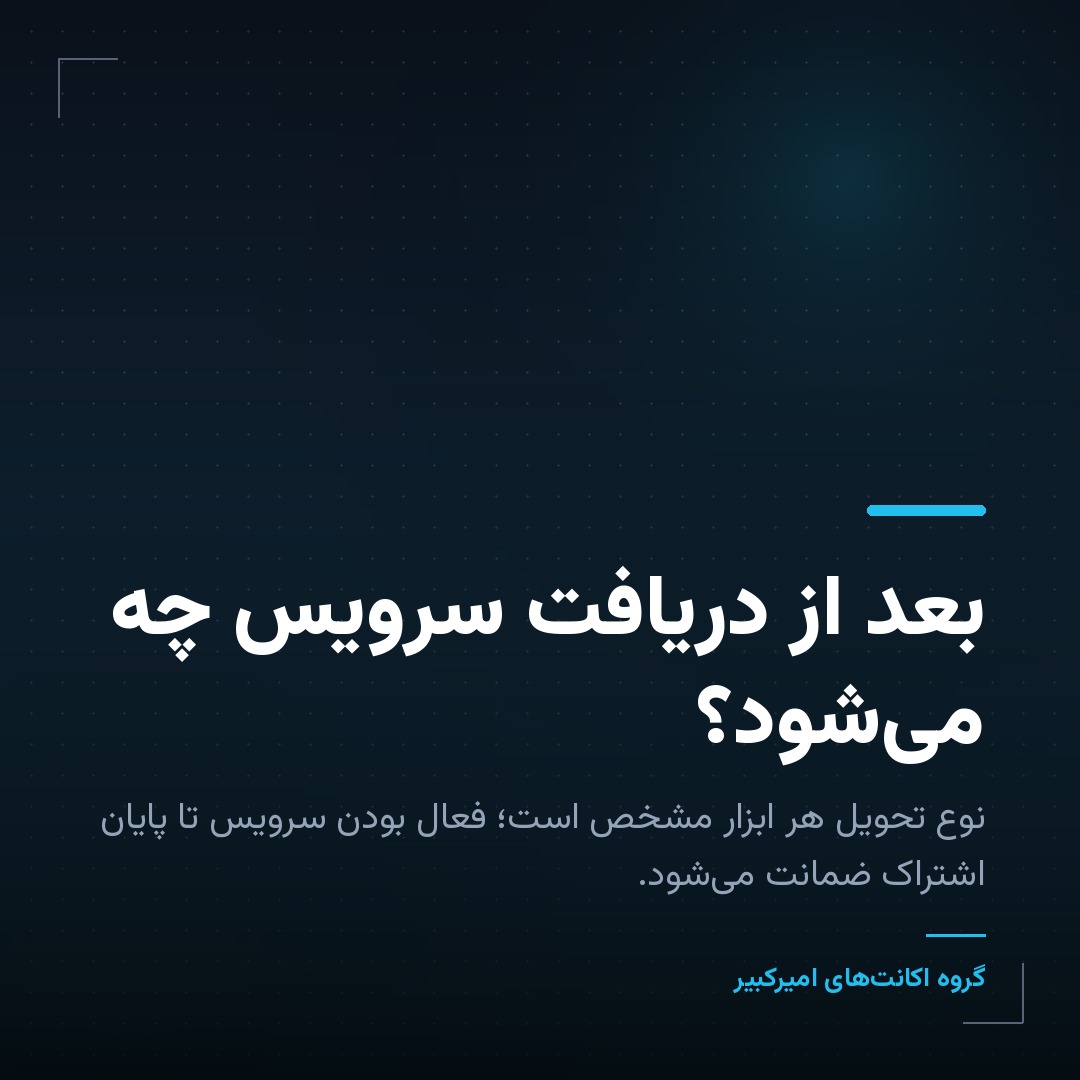 بعد از دریافت سرویس چه
می‌شود؟
نوع تحویل هر ابزار مشخص است؛ فعال بودن سرویس تا پایان
اشتراک ضمانت می‌شود.
گروه اکانت‌های امیرکبیر